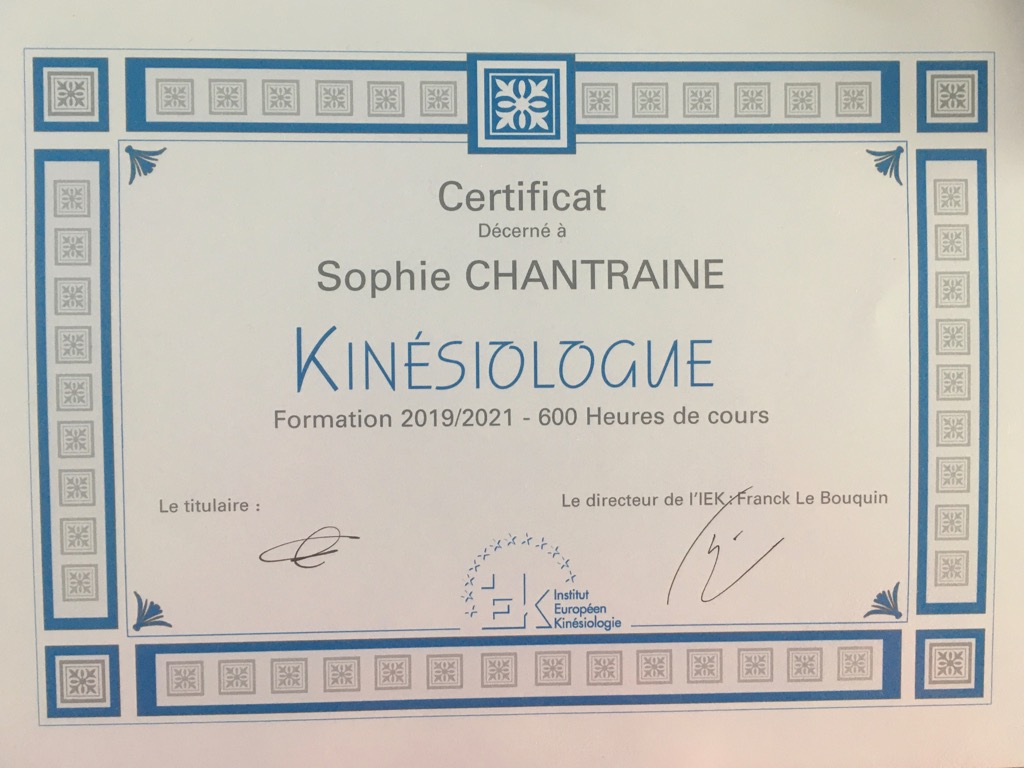 Certificat
Décerné à
Sophie CHANTRAINE
KINÉSIOLOGUE
Formation 2019/2021 - 600 Heures de cours
Le titulaire :
Le directeur de l'IEK : Franck Le Bouquin
IEK
Institut
Européen
Kinésiologie